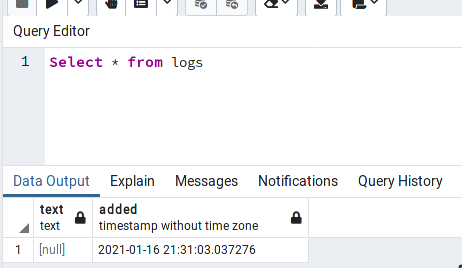 Query Editor
1 Select * from logs
Data Output Explain Messages Notifications Query History
text added
text timestamp without time zone
1 [null] 2021-01-16 21:31:03.037276